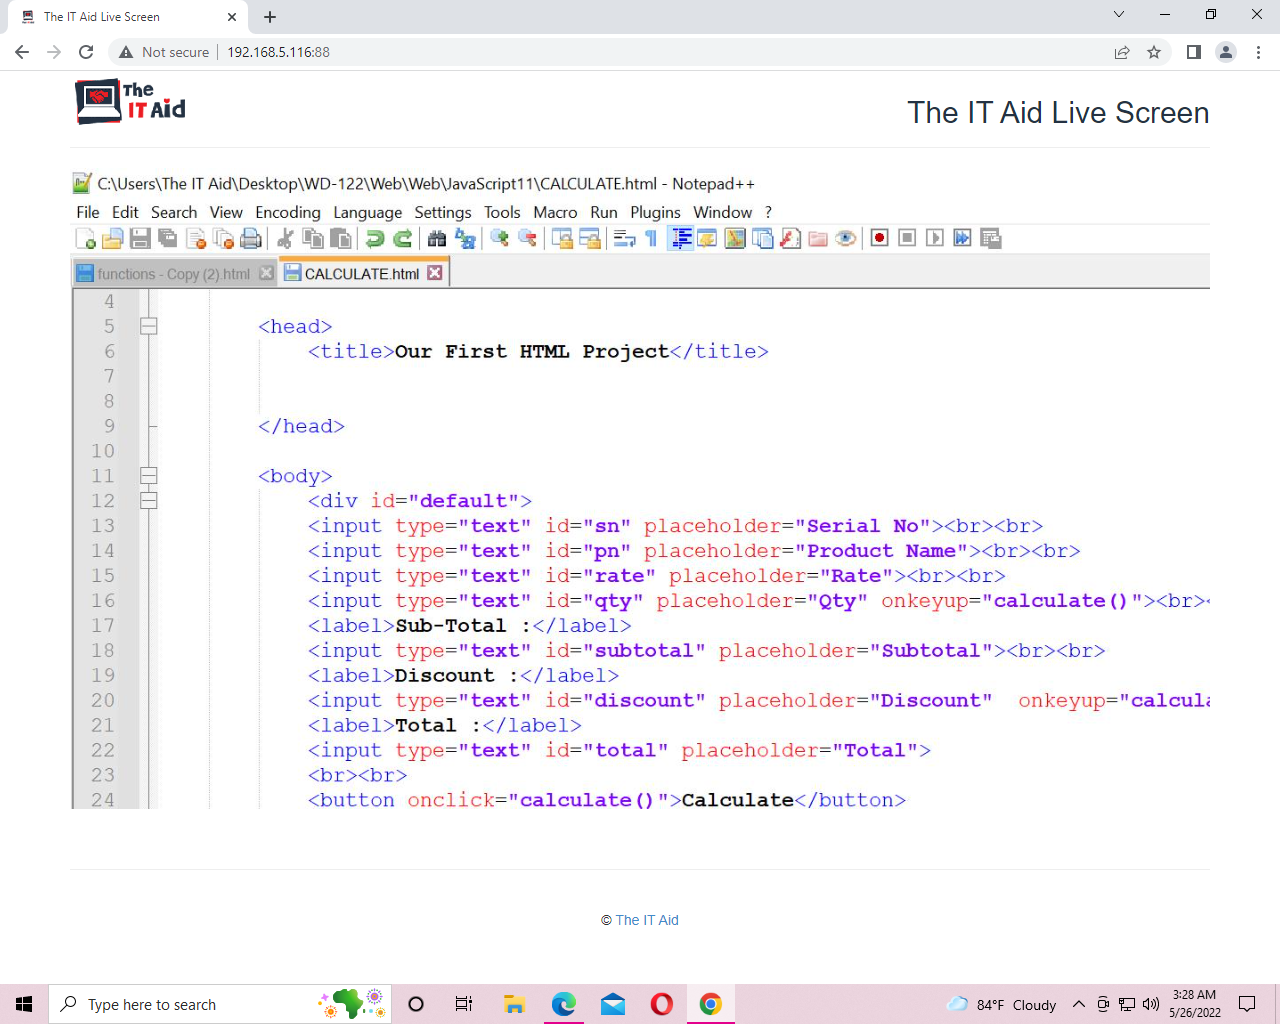 The IT Aid Live Screen
Not secure
192.168.5.116:88
The
IT Aid
The IT Aid Live Screen
C:\Users\The IT Aid\Desktop\WD-122\Web\Web\JavaScript11\CALCULATE.html - Notepad++
File Edit Search View Encoding Language Settings Tools Macro Run Plugins Window ?
functions - Copy (2).html CALCULATE.html
4
5 <head>
6 <title>Our First HTML Project</title>
7
8
9 </head>
10
11 <body>
12 <div id="default">
13 <input type="text" id="sn" placeholder="Serial No"><br><br>
14 <input type="text" id="pn" placeholder="Product Name"><br><br>
15 <input type="text" id="rate" placeholder="Rate"><br><br>
16 <input type="text" id="qty" placeholder="Qty" onkeyup="calculate()"><br><
17 <label>Sub-Total :</label>
18 <input type="text" id="subtotal" placeholder="Subtotal"><br><br>
19 <label>Discount :</label>
20 <input type="text" id="discount" placeholder="Discount"  onkeyup="calcula
21 <label>Total :</label>
22 <input type="text" id="total" placeholder="Total">
23 <br><br>
24 <button onclick="calculate()">Calculate</button>
© The IT Aid
Type here to search
84°F Cloudy
3:28 AM
5/26/2022